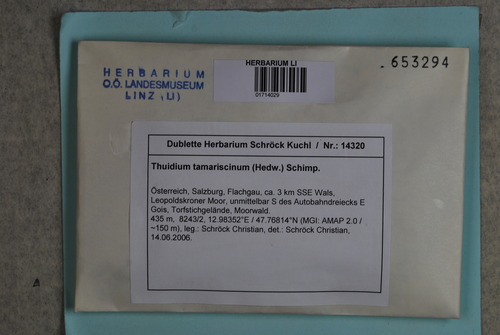 HERBARIUM
O.Ö. LANDESMUSEUM
LINZ (LI)
HERBARIUM LI
01714029
653294
Dublette Herbarium Schröck Kuchl / Nr.: 14320
Thuidium tamariscinum (Hedw.) Schimp.
Österreich, Salzburg, Flachgau, ca. 3 km SSE Wals,
Leopoldskroner Moor, unmittelbar S des Autobahndreiecks E
Gois, Torfstichgelände, Moorwald.
435 m, 8243/2, 12.98352°E / 47.76814°N (MGI: AMAP 2.0 /
~150 m), leg.: Schröck Christian, det.: Schröck Christian,
14.06.2006.